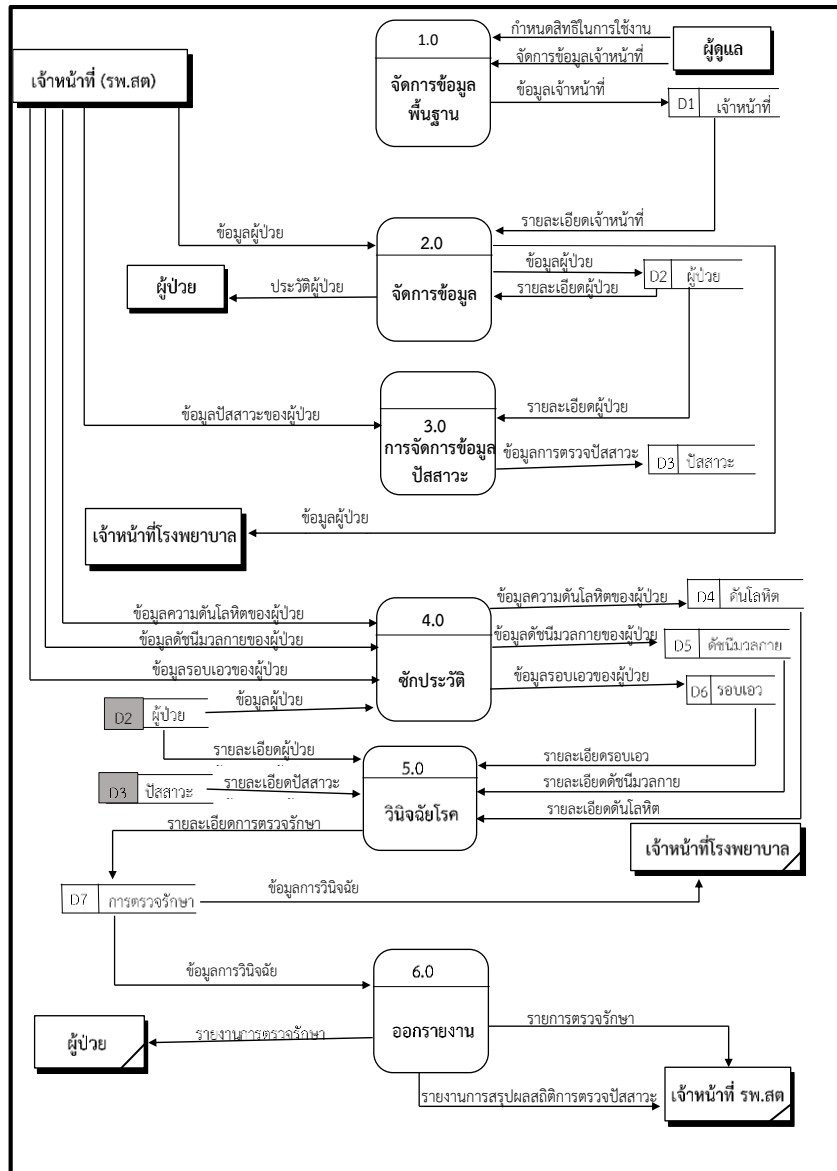 กำหนดสิทธิในการใช้งาน
1.0
ผู้ดูแล
จัดการข้อมูลเจ้าหน้าที่
เจ้าหน้าที่ (รพ.สต)
จัดการข้อมูล
พื้นฐาน
ข้อมูลเจ้าหน้าที่
D1 เจ้าหน้าที่
รายละเอียดเจ้าหน้าที่
ข้อมูลผู้ป่วย
2.0
ข้อมูลผู้ป่วย
D2 ผู้ป่วย
ผู้ป่วย
ประวัติผู้ป่วย
จัดการข้อมูล
รายละเอียดผู้ป่วย
ข้อมูลปัสสาวะของผู้ป่วย
รายละเอียดผู้ป่วย
3.0
การจัดการข้อมูล
ปัสสาวะ
ข้อมูลการตรวจปัสสาวะ
D3 ปัสสาวะ
เจ้าหน้าที่โรงพยาบาล
ข้อมูลผู้ป่วย
ข้อมูลความดันโลหิตของผู้ป่วย
4.0
ข้อมูลความดันโลหิตของผู้ป่วย
D4 ดันโลหิต
ข้อมูลดัชนีมวลกายของผู้ป่วย
ข้อมูลดัชนีมวลกายของผู้ป่วย
D5 ดัชนีมวลกาย
ข้อมูลรอบเอวของผู้ป่วย
ซักประวัติ
ข้อมูลรอบเอวของผู้ป่วย
D6 รอบเอว
D2 ผู้ป่วย
ข้อมูลผู้ป่วย
รายละเอียดผู้ป่วย
5.0
รายละเอียดรอบเอว
D3 ปัสสาวะ
รายละเอียดปัสสาวะ
วินิจฉัยโรค
รายละเอียดดัชนีมวลกาย
รายละเอียดดันโลหิต
รายละเอียดการตรวจรักษา
เจ้าหน้าที่โรงพยาบาล
D7 การตรวจรักษา
ข้อมูลการวินิจฉัย
ข้อมูลการวินิจฉัย
6.0
ผู้ป่วย
รายงานการตรวจรักษา
ออกรายงาน
รายการตรวจรักษา
รายงานการสรุปผลสถิติการตรวจปัสสาวะ
เจ้าหน้าที่ รพ.สต